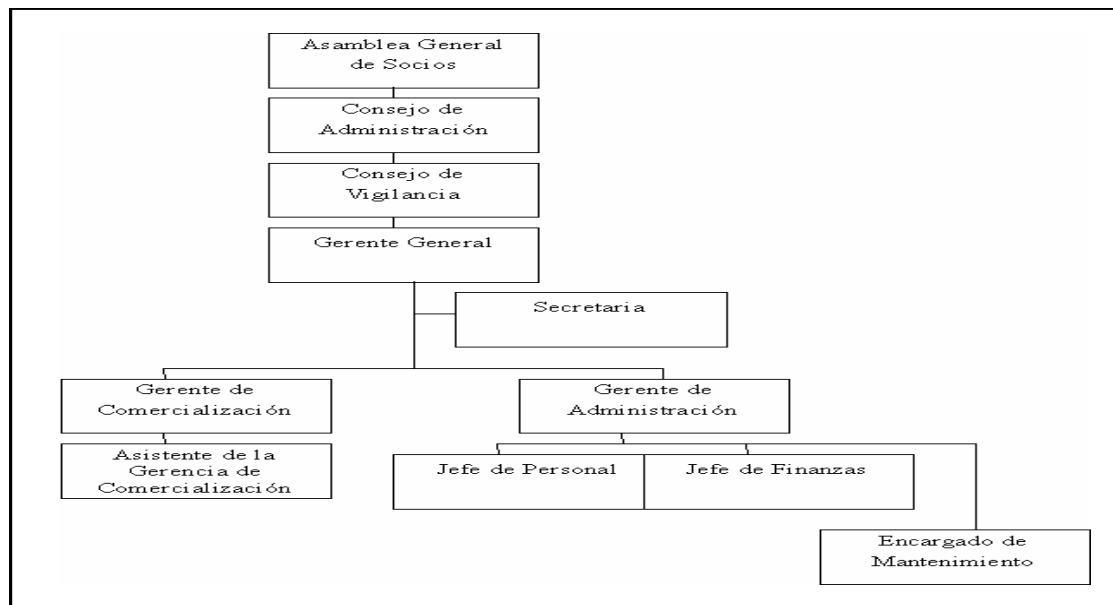 Asamblea General
de Socios
Consejo de
Administración
Consejo de
Vigilancia
Gerente General
Secretaria
Gerente de
Comercialización
Gerente de
Administración
Asistente de la
Gerencia de
Comercialización
Jefe de Personal
Jefe de Finanzas
Encargado de
Mantenimiento